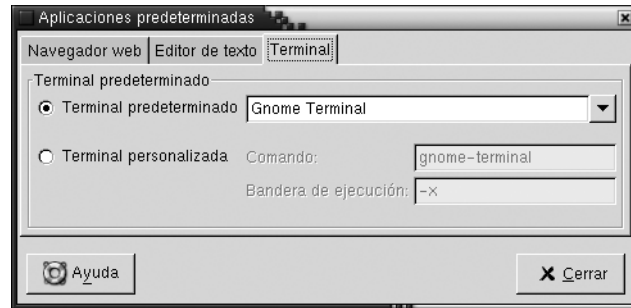 Aplicaciones predeterminadas
Navegador web Editor de texto Terminal
Terminal predeterminado
Terminal predeterminado Gnome Terminal
Terminal personalizada Comando: gnome-terminal
Bandera de ejecución: -x
Ayuda Cerrar